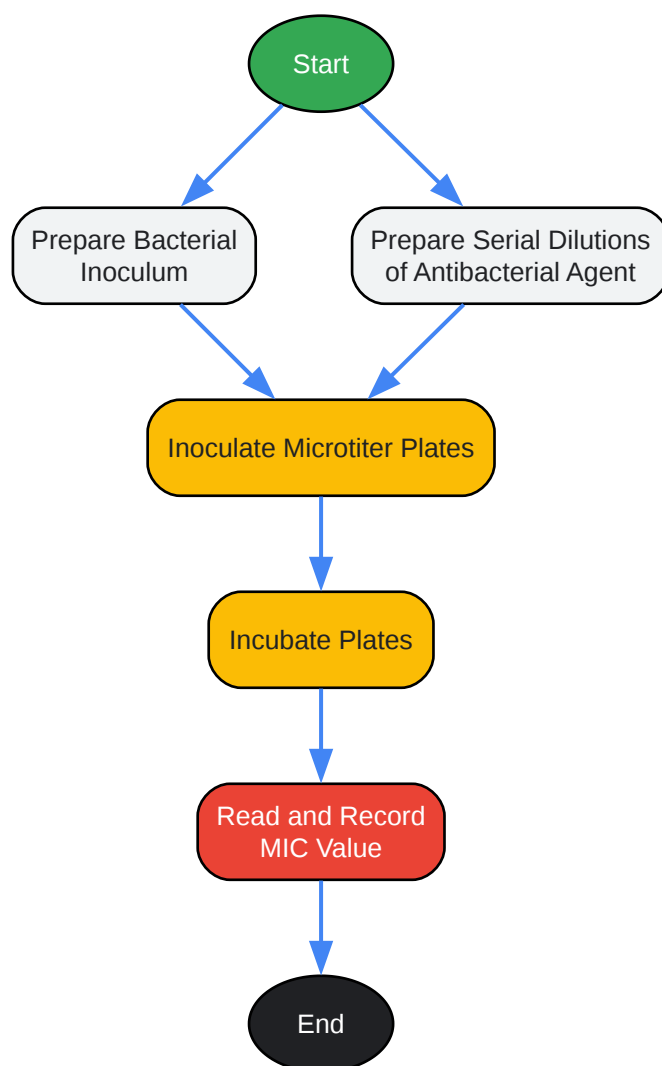 Start
Prepare Bacterial
Inoculum
Prepare Serial Dilutions
of Antibacterial Agent
Inoculate Microtiter Plates
Incubate Plates
Read and Record
MIC Value
End